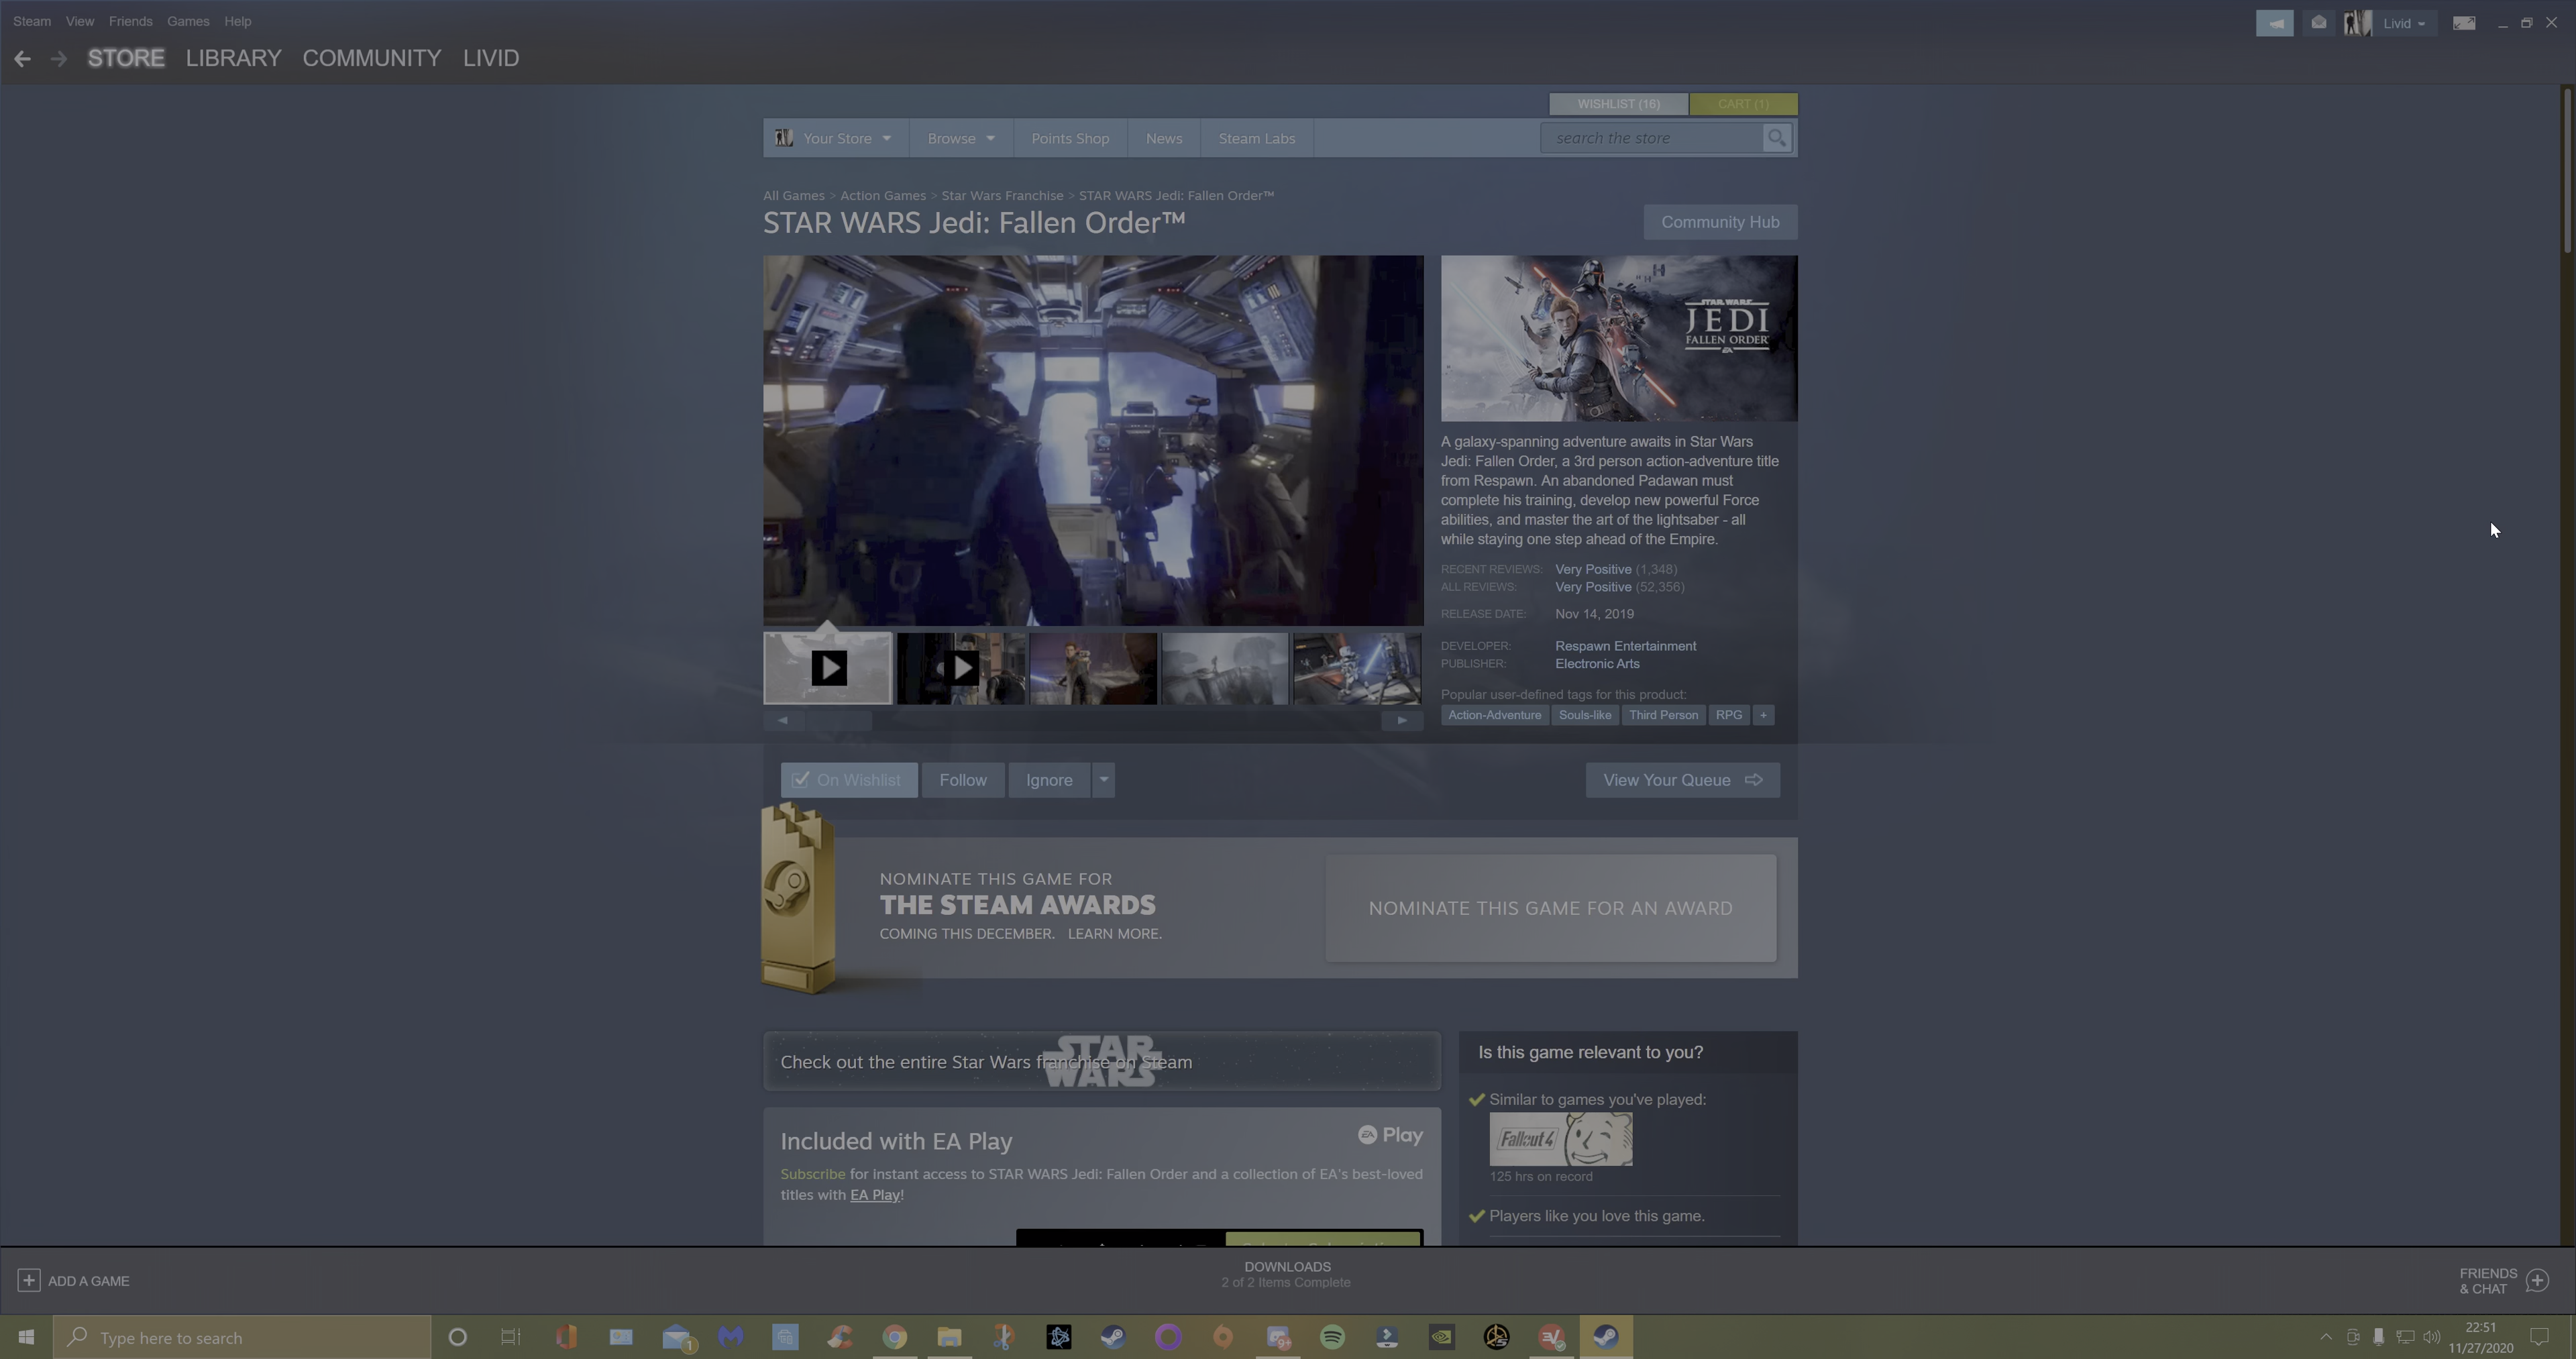 Steam View Friends Games Help
Livid
STORE LIBRARY COMMUNITY LIVID
WISHLIST (16) CART (1)
Your Store Browse Points Shop News Steam Labs search the store
All Games > Action Games > Star Wars Franchise > STAR WARS Jedi: Fallen Order™
STAR WARS Jedi: Fallen Order™
Community Hub
STAR WARS
JEDI
FALLEN ORDER
EA
A galaxy-spanning adventure awaits in Star Wars
Jedi: Fallen Order, a 3rd person action-adventure title
from Respawn. An abandoned Padawan must
complete his training, develop new powerful Force
abilities, and master the art of the lightsaber - all
while staying one step ahead of the Empire.
RECENT REVIEWS: Very Positive (1,348)
ALL REVIEWS: Very Positive (52,356)
RELEASE DATE: Nov 14, 2019
DEVELOPER: Respawn Entertainment
PUBLISHER: Electronic Arts
Popular user-defined tags for this product:
Action-Adventure Souls-like Third Person RPG +
On Wishlist Follow Ignore View Your Queue
NOMINATE THIS GAME FOR
THE STEAM AWARDS
COMING THIS DECEMBER. LEARN MORE.
NOMINATE THIS GAME FOR AN AWARD
STAR WARS
Check out the entire Star Wars franchise on Steam
Included with EA Play
EA Play
Subscribe for instant access to STAR WARS Jedi: Fallen Order and a collection of EA's best-loved
titles with EA Play!
Is this game relevant to you?
Similar to games you've played:
Fallout 4
125 hrs on record
Players like you love this game.
ADD A GAME
DOWNLOADS
2 of 2 Items Complete
FRIENDS
& CHAT
Type here to search
1
9+
22:51
11/27/2020